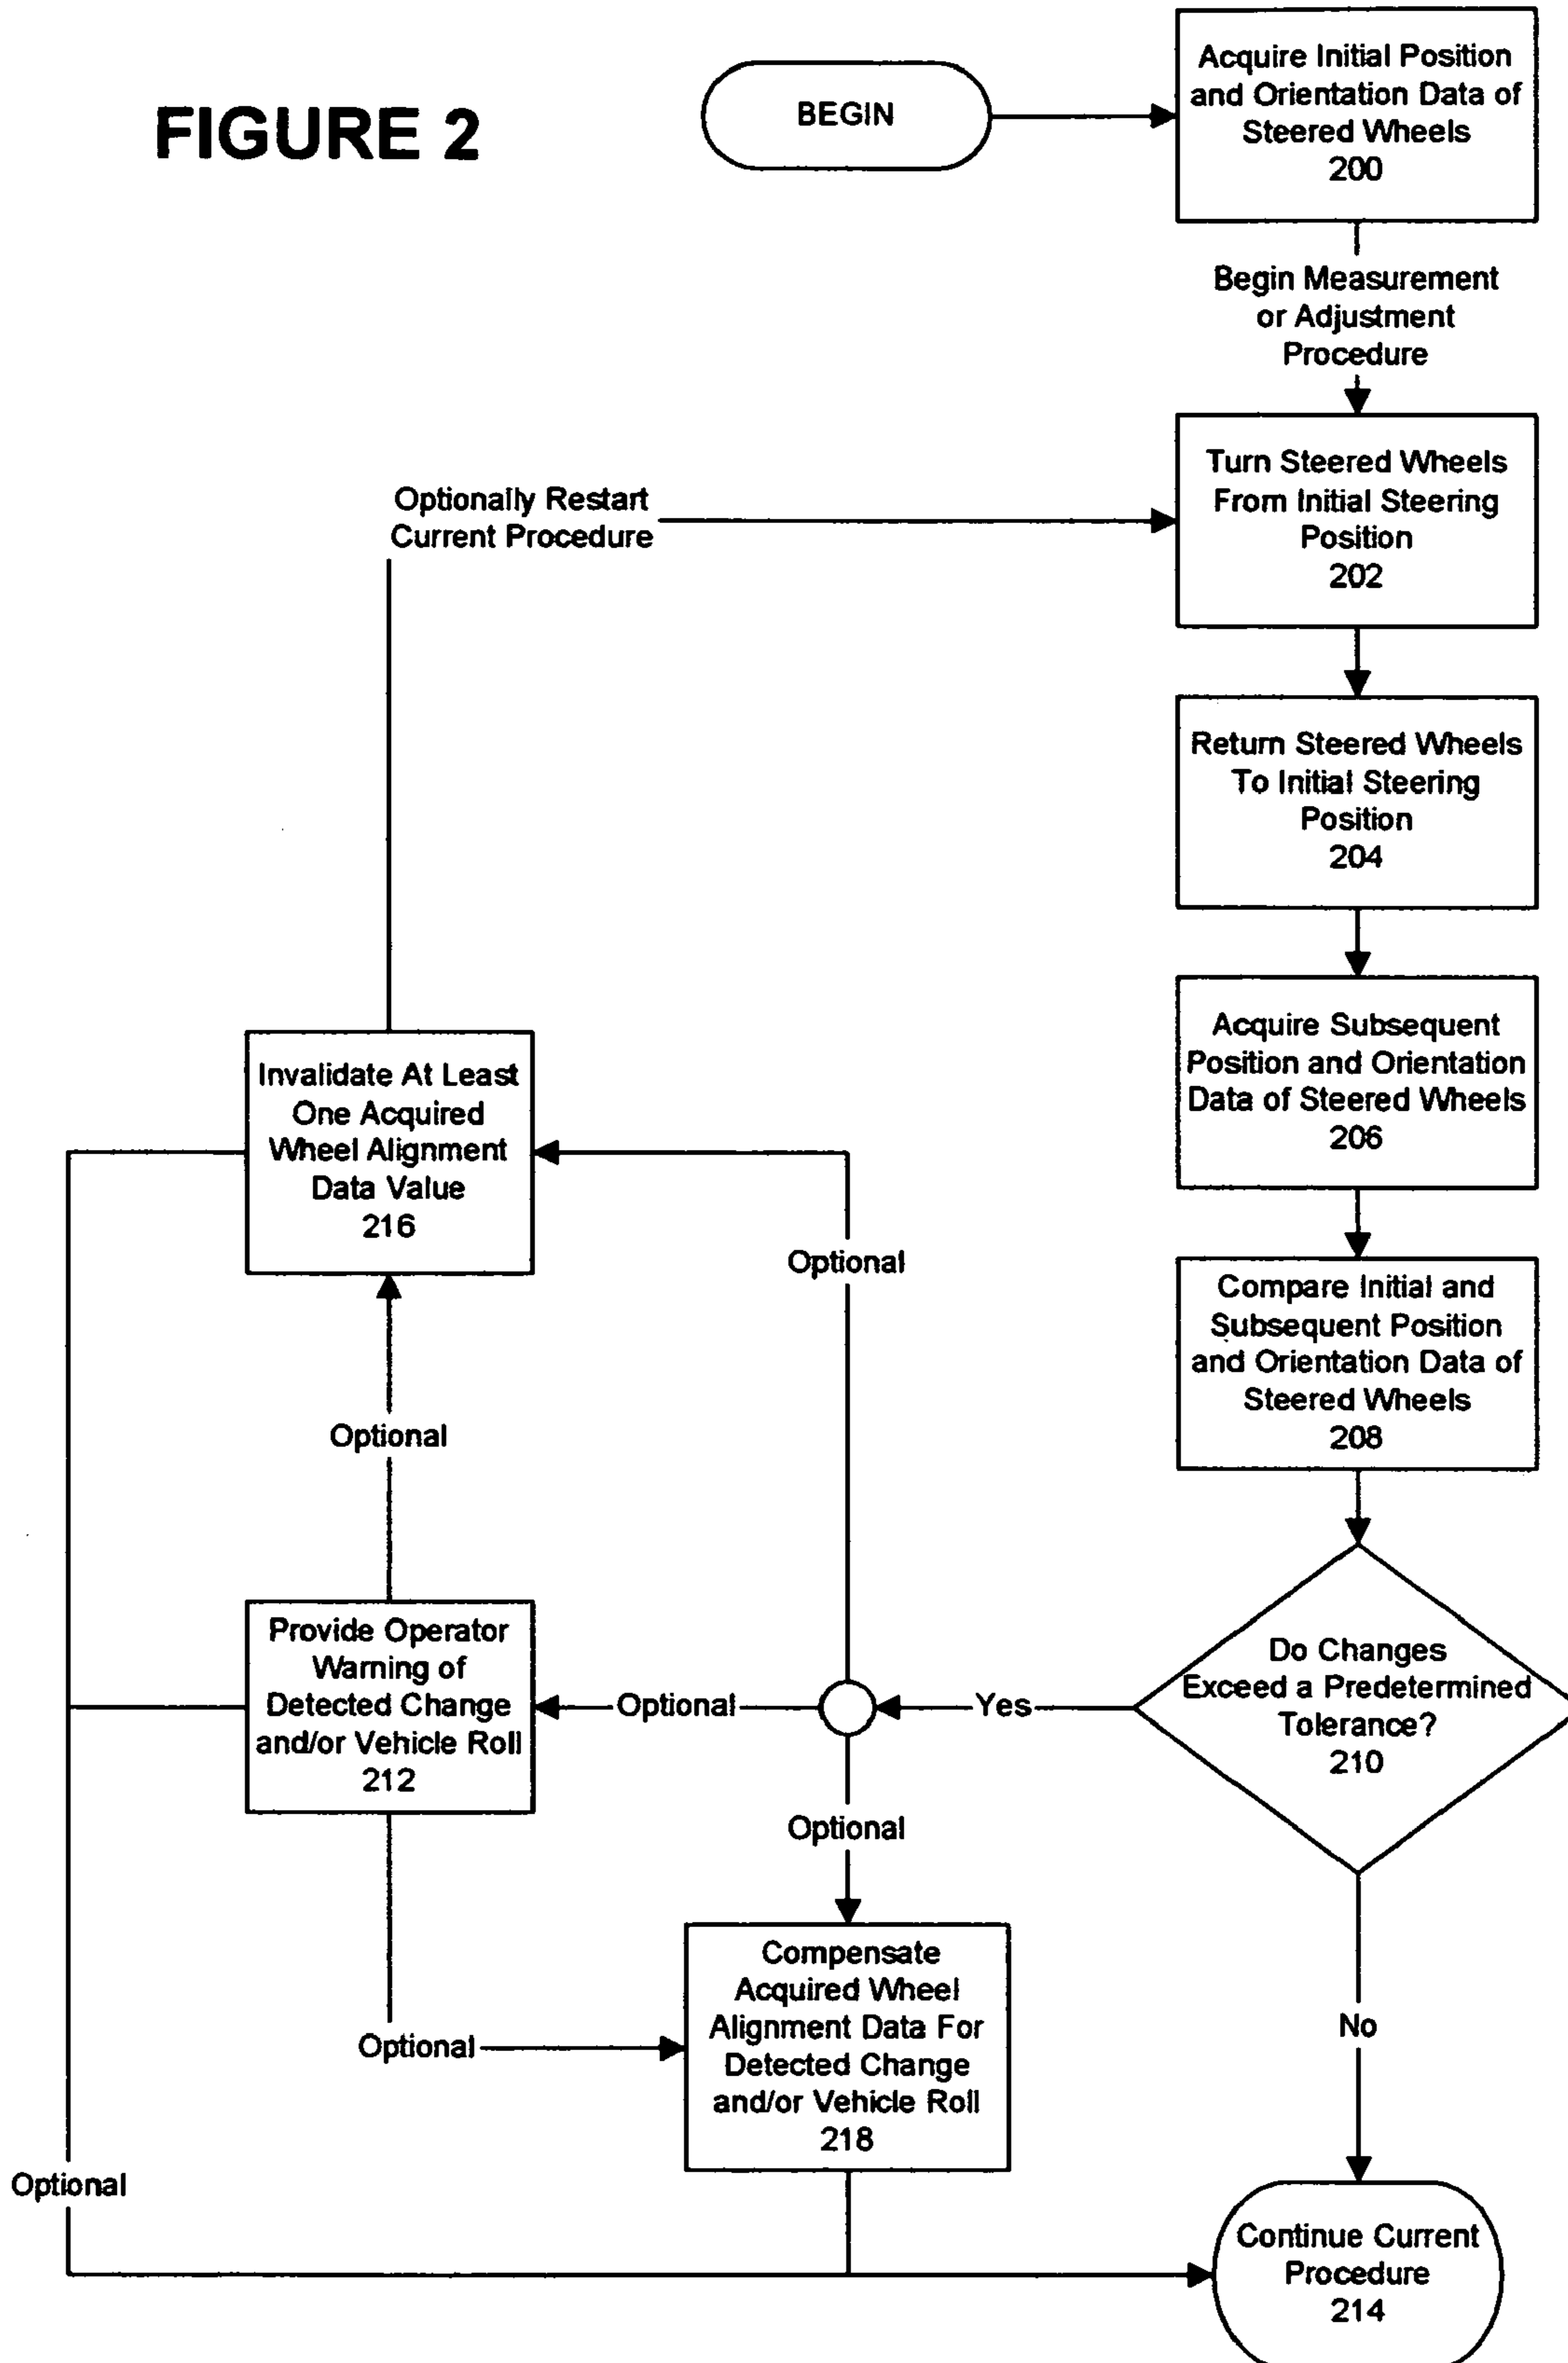 FIGURE 2
BEGIN
Acquire Initial Position
and Orientation Data of
Steered Wheels
200
Begin Measurement
or Adjustment
Procedure
Turn Steered Wheels
From Initial Steering
Position
202
Optionally Restart
Current Procedure
Return Steered Wheels
To Initial Steering
Position
204
Acquire Subsequent
Position and Orientation
Data of Steered Wheels
206
Invalidate At Least
One Acquired
Wheel Alignment
Data Value
216
Optional
Compare Initial and
Subsequent Position
and Orientation Data of
Steered Wheels
208
Optional
Provide Operator
Warning of
Detected Change
and/or Vehicle Roll
212
Optional
Yes
Do Changes
Exceed a Predetermined
Tolerance?
210
Optional
Compensate
Acquired Wheel
Alignment Data For
Detected Change
and/or Vehicle Roll
218
Optional
No
Optional
Continue Current
Procedure
214